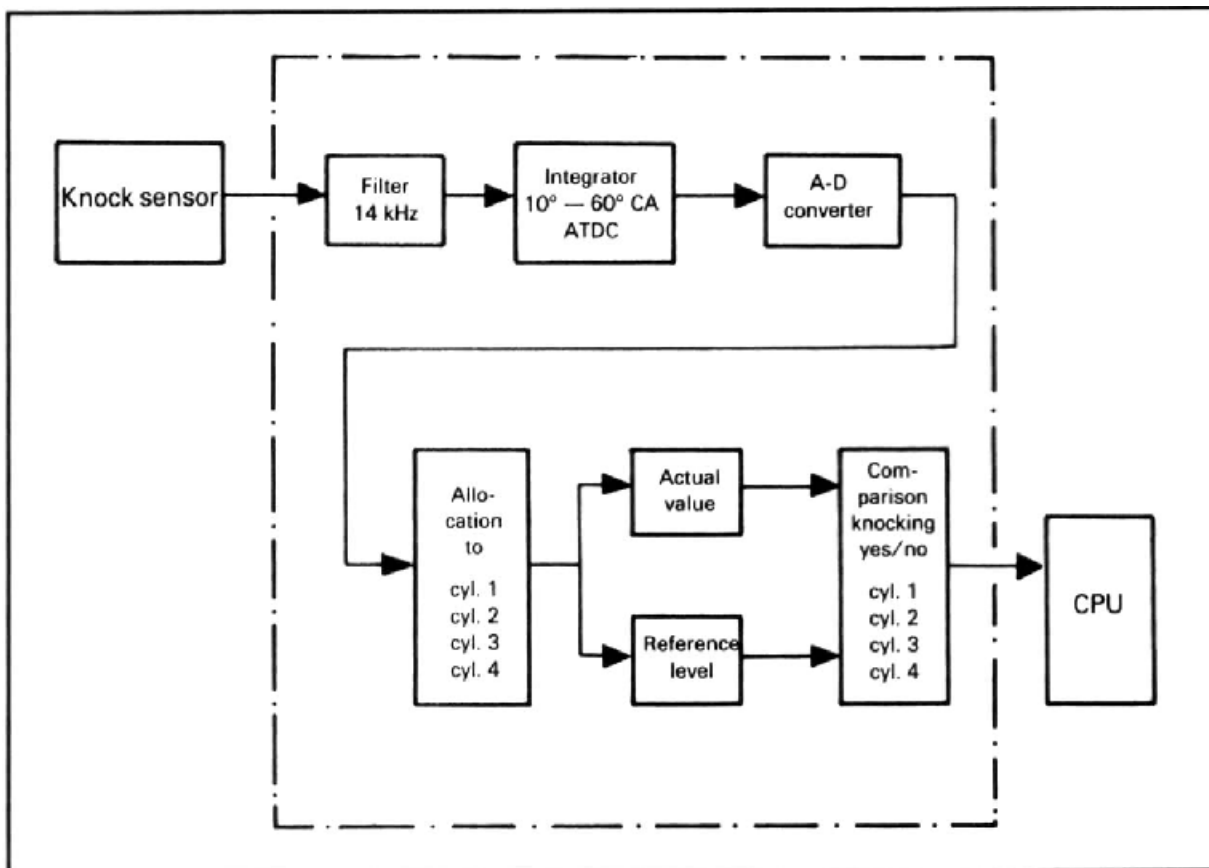 Knock sensor
Filter
14 kHz
Integrator
10° — 60° CA
ATDC
A-D
converter
Allo-
cation
to
cyl. 1
cyl. 2
cyl. 3
cyl. 4
Actual
value
Reference
level
Com-
parison
knocking
yes/no
cyl. 1
cyl. 2
cyl. 3
cyl. 4
CPU